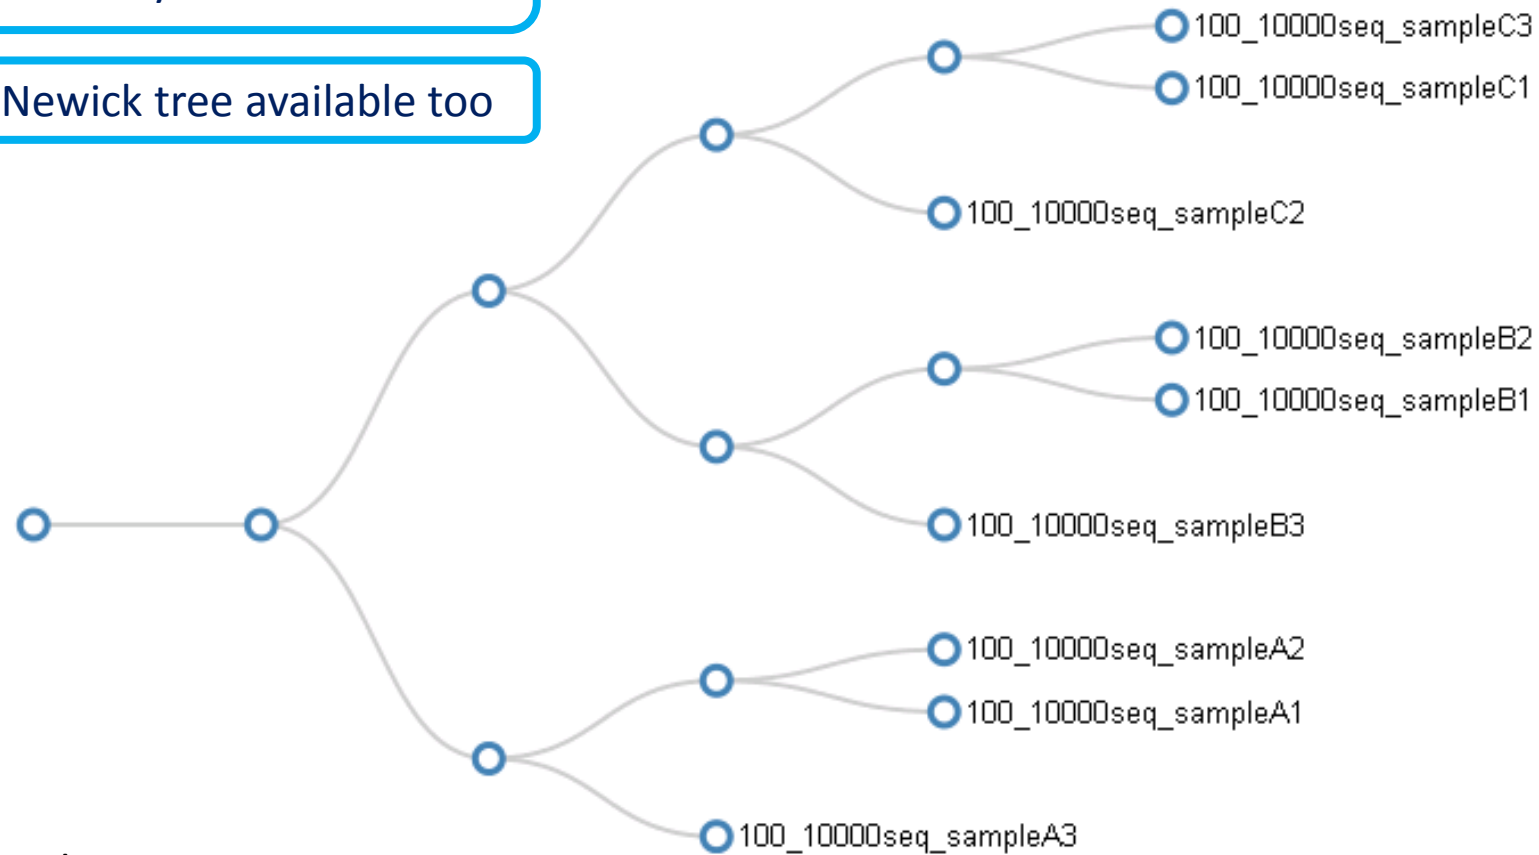 Newick tree available too
100_10000seq_sampleC3
100_10000seq_sampleC1
100_10000seq_sampleC2
100_10000seq_sampleB2
100_10000seq_sampleB1
100_10000seq_sampleB3
100_10000seq_sampleA2
100_10000seq_sampleA1
100_10000seq_sampleA3